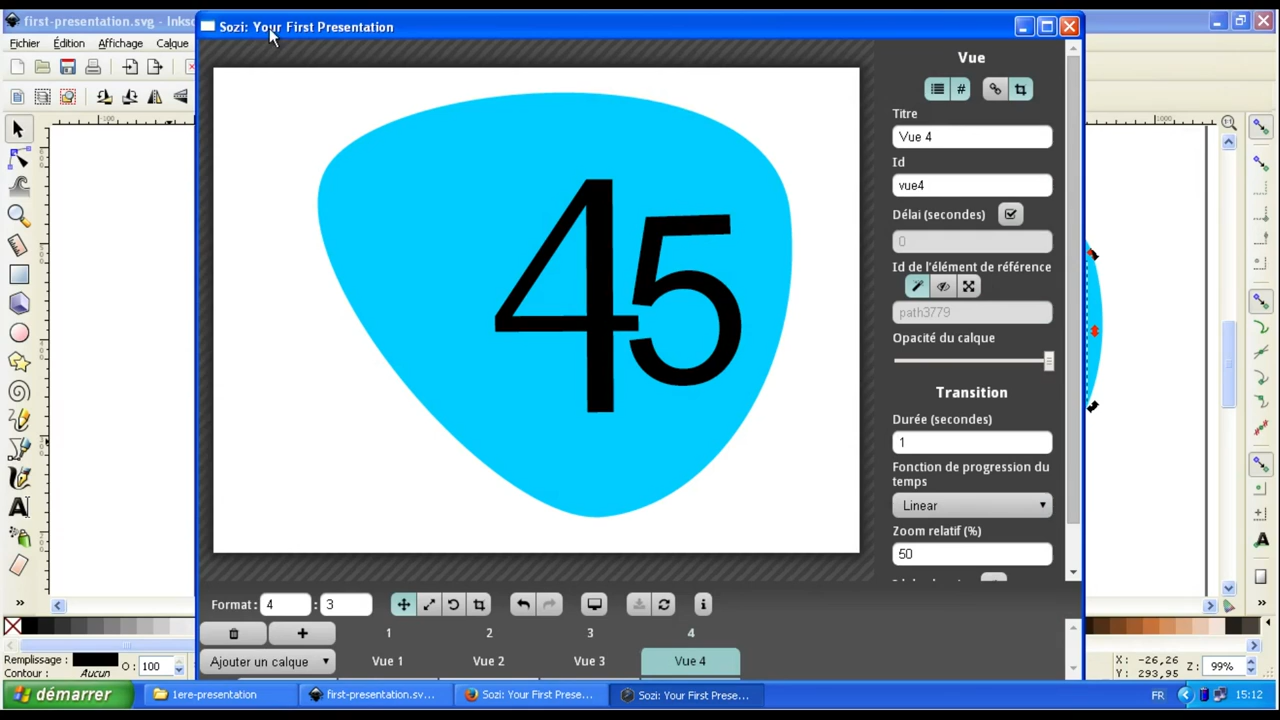 first-presentation.svg - Inksc
Sozi: Your First Presentation
Fichier Édition Affichage Calque
Vue
Titre
Vue 4
Id
vue4
Délai (secondes)
0
Id de l'élément de référence
path3779
Opacité du calque
Transition
Durée (secondes)
1
Fonction de progression du
temps
Linear
Zoom relatif (%)
50
45
-100
1000
Format: 4 : 3
1 2 3 4
Ajouter un calque Vue 1 Vue 2 Vue 3 Vue 4
Remplissage :
Contour : Aucun
O: 100
X: -26,26
Y: 293,95
Z: 99%
démarrer 1ere-presentation first-presentation.sv... Sozi: Your First Prese... Sozi: Your First Prese... FR 15:12